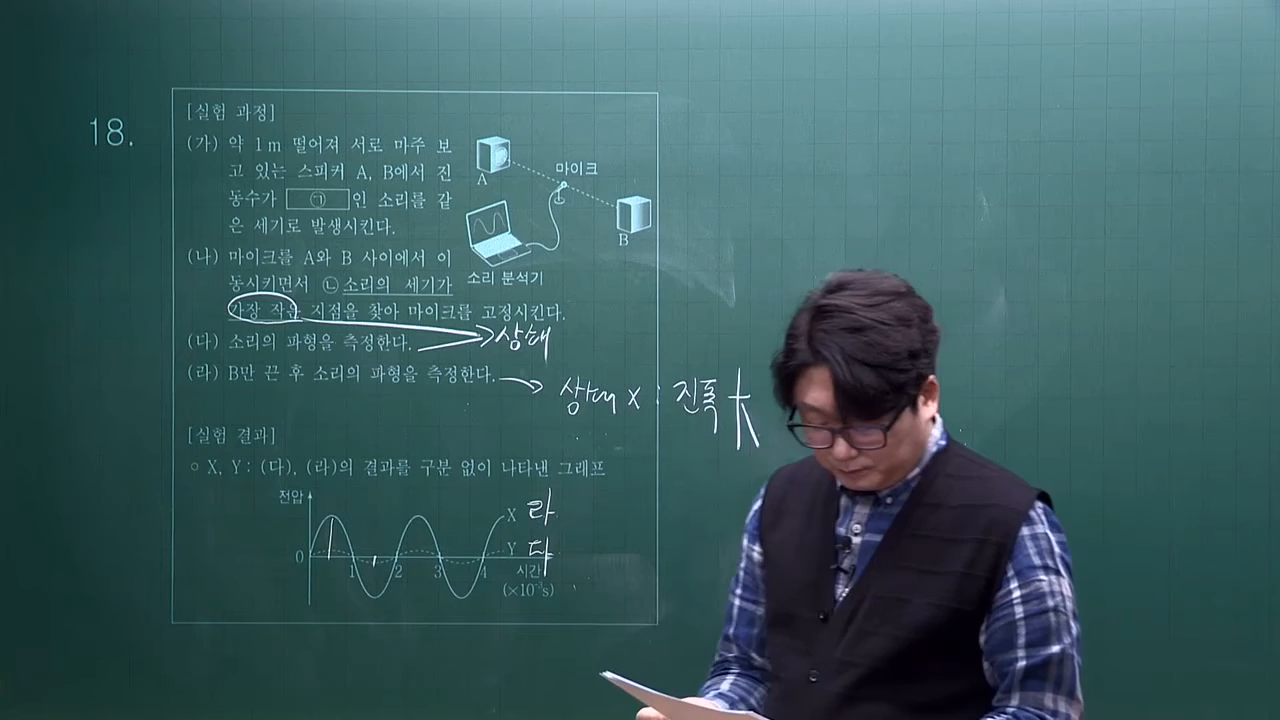 18.
[실험 과정]
(가) 약 1m 떨어져 서로 마주 보
고 있는 스피커 A, B에서 진
동수가 ㉠ 인 소리를 같
은 세기로 발생시킨다.
A
마이크
B
소리 분석기
(나) 마이크를 A와 B 사이에서 이
동시키면서 ㉡소리의 세기가
가장 작은 지점을 찾아 마이크를 고정시킨다.
(다) 소리의 파형을 측정한다.
상쇄
(라) B만 끈 후 소리의 파형을 측정한다.
상쇄 x : 진폭 大
[실험 결과]
○ X, Y : (다), (라)의 결과를 구분 없이 나타낸 그래프
전압
X 라
Y 다
0 1 2 3 4 시간
(×10⁻³s)